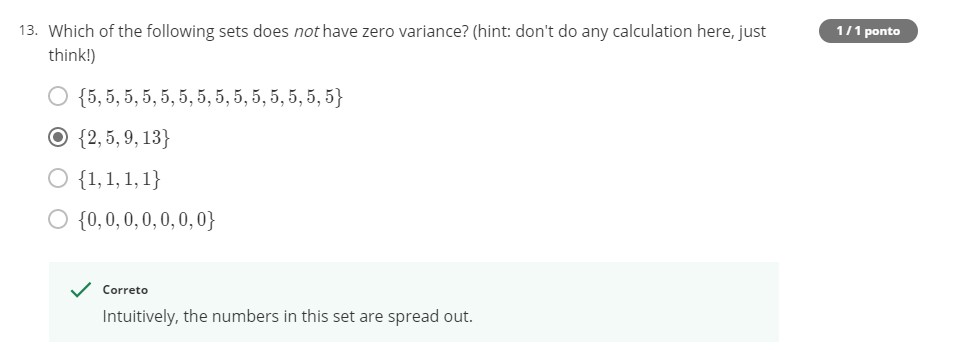 13. Which of the following sets does not have zero variance? (hint: don't do any calculation here, just
think!)
1 / 1 ponto
{5, 5, 5, 5, 5, 5, 5, 5, 5, 5, 5, 5, 5, 5}
{2, 5, 9, 13}
{1, 1, 1, 1}
{0, 0, 0, 0, 0, 0, 0}
Correto
Intuitively, the numbers in this set are spread out.